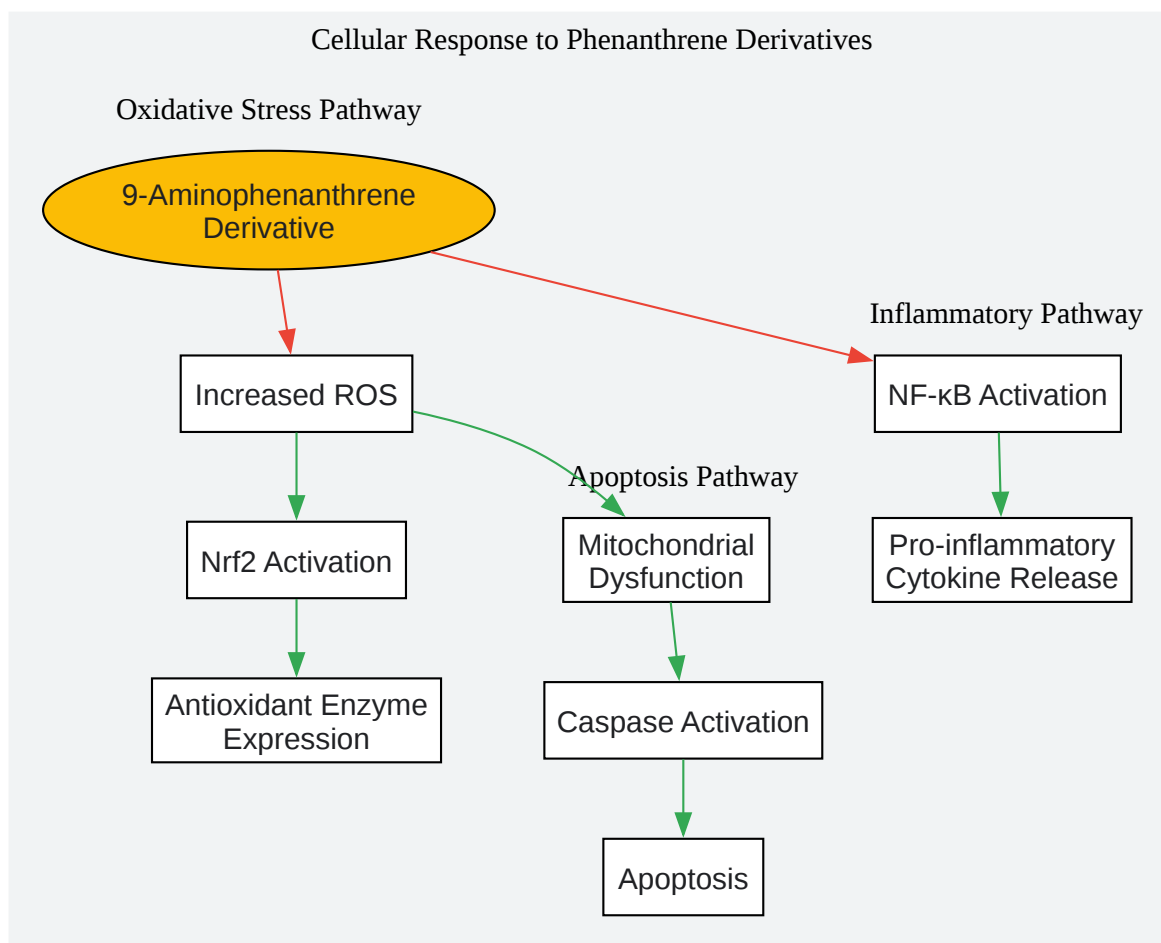 Cellular Response to Phenanthrene Derivatives
Oxidative Stress Pathway
9-Aminophenanthrene
Derivative
Inflammatory Pathway
Increased ROS
NF-κB Activation
Apoptosis Pathway
Nrf2 Activation
Mitochondrial
Dysfunction
Pro-inflammatory
Cytokine Release
Antioxidant Enzyme
Expression
Caspase Activation
Apoptosis